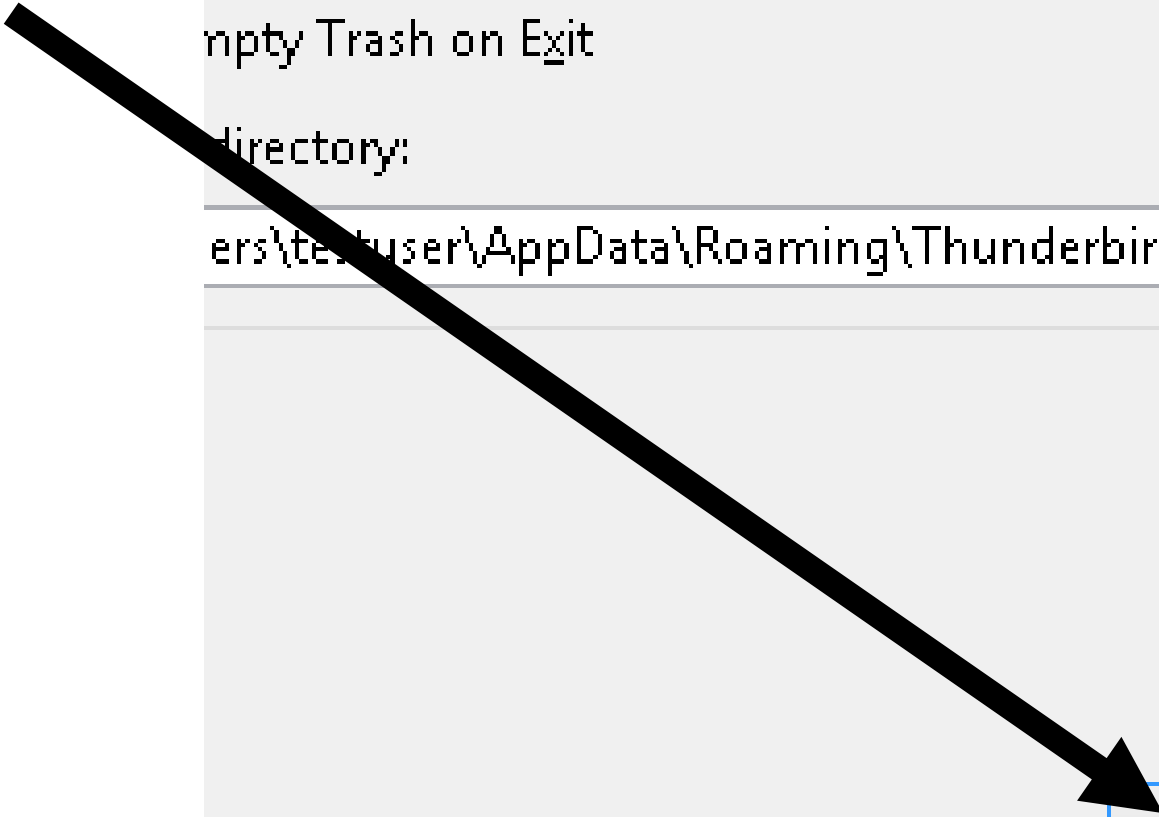 mpty Trash on Exit
directory:
ers\testuser\AppData\Roaming\Thunderbir